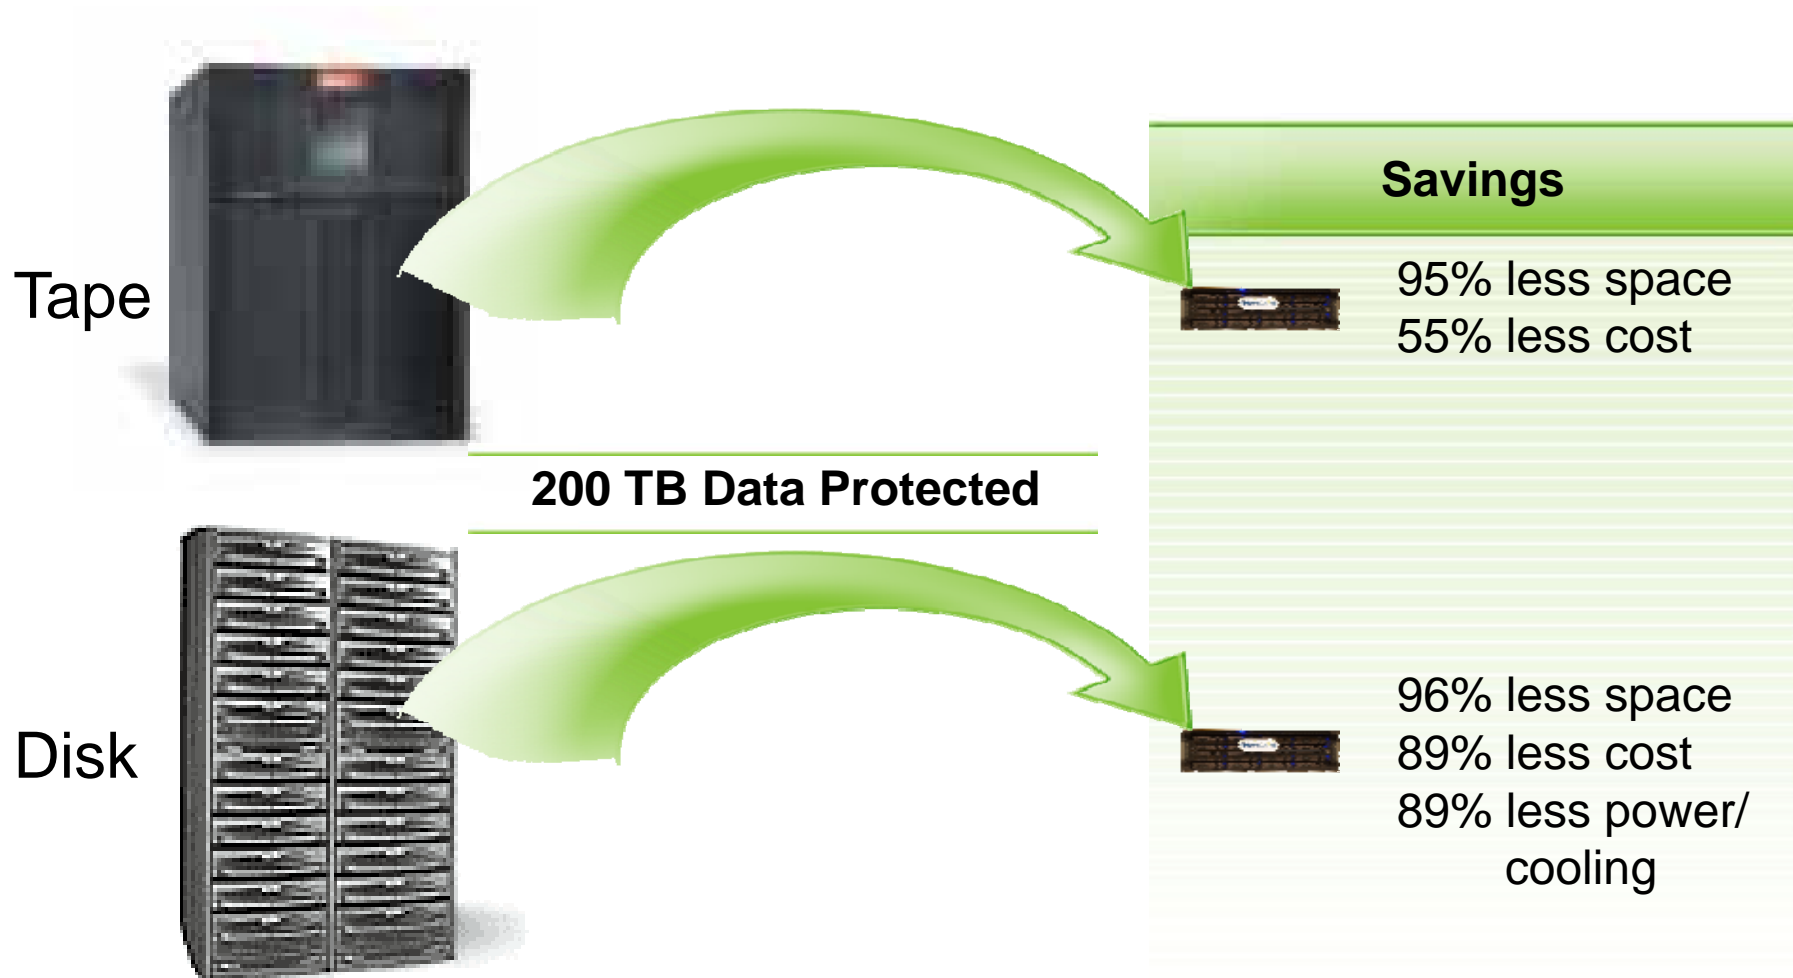 Tape
Savings
95% less space
55% less cost
200 TB Data Protected
Disk
96% less space
89% less cost
89% less power/
cooling